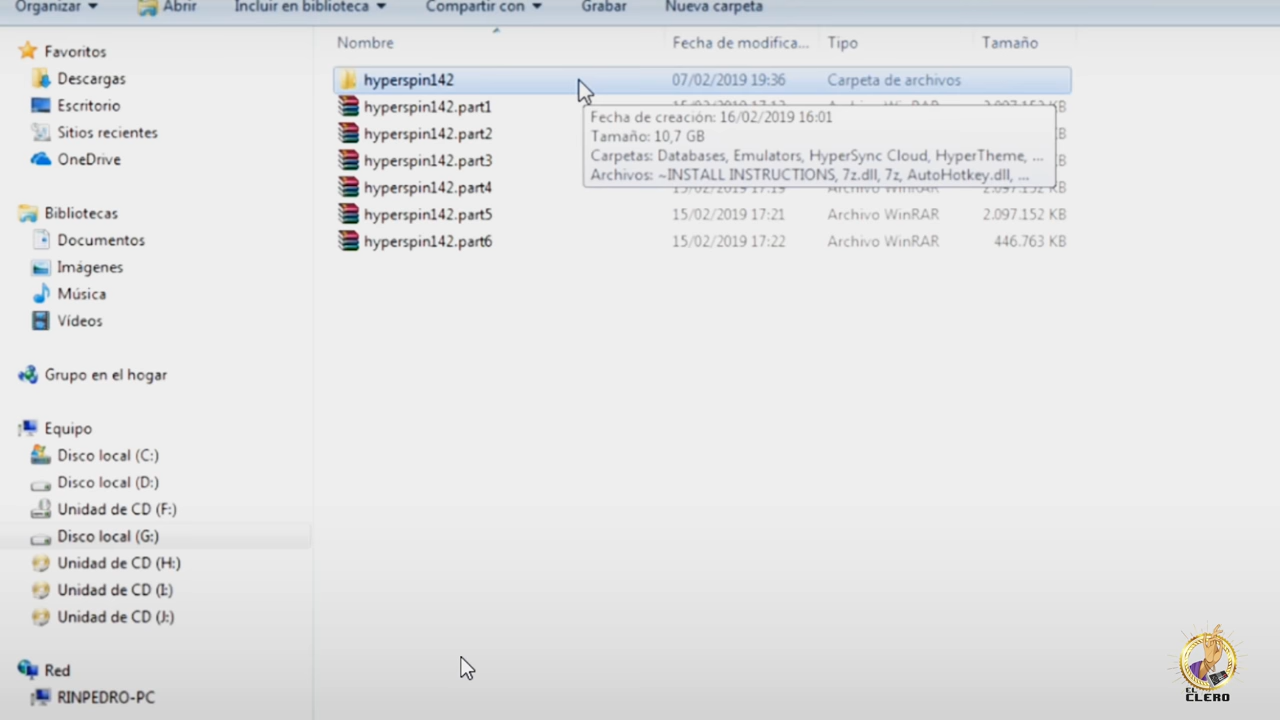 Organizar Abrir Incluir en biblioteca Compartir con Grabar Nueva carpeta
Nombre Fecha de modifica... Tipo Tamaño
Favoritos
Descargas
Escritorio
Sitios recientes
OneDrive
Bibliotecas
Documentos
Imágenes
Música
Vídeos
Grupo en el hogar
Equipo
Disco local (C:)
Disco local (D:)
Unidad de CD (F:)
Disco local (G:)
Unidad de CD (H:)
Unidad de CD (I:)
Unidad de CD (J:)
Red
RINPEDRO-PC
hyperspin142 07/02/2019 19:36 Carpeta de archivos
hyperspin142.part1
hyperspin142.part2
hyperspin142.part3
hyperspin142.part4
hyperspin142.part5 15/02/2019 17:21 Archivo WinRAR 2.097.152 KB
hyperspin142.part6 15/02/2019 17:22 Archivo WinRAR 446.763 KB
Fecha de creación: 16/02/2019 16:01
Tamaño: 10,7 GB
Carpetas: Databases, Emulators, HyperSync Cloud, HyperTheme, ...
Archivos: ~INSTALL INSTRUCTIONS, 7z.dll, 7z, AutoHotkey.dll, ...
EL
CLERO